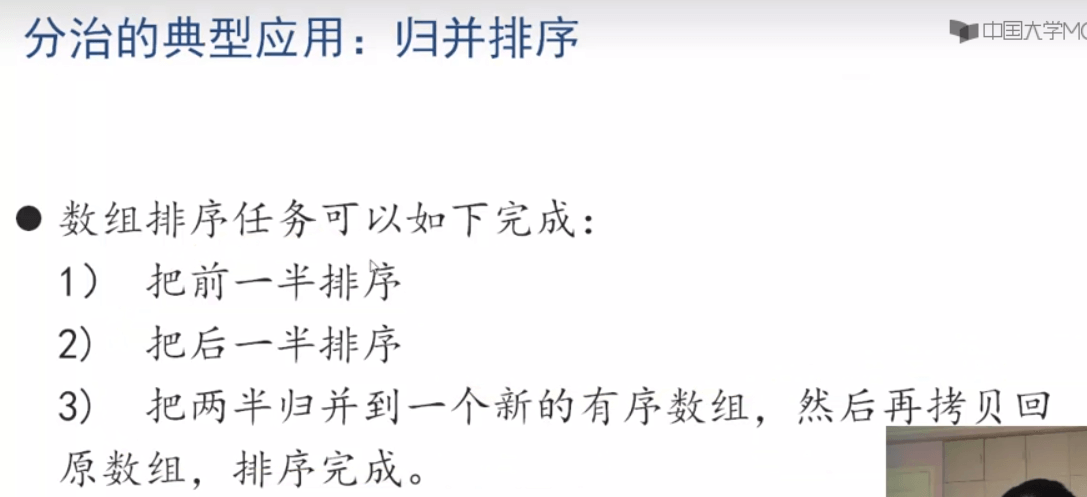 分治的典型应用：归并排序
中国大学MO
● 数组排序任务可以如下完成：
1） 把前一半排序
2） 把后一半排序
3） 把两半归并到一个新的有序数组，然后再拷贝回
原数组，排序完成。